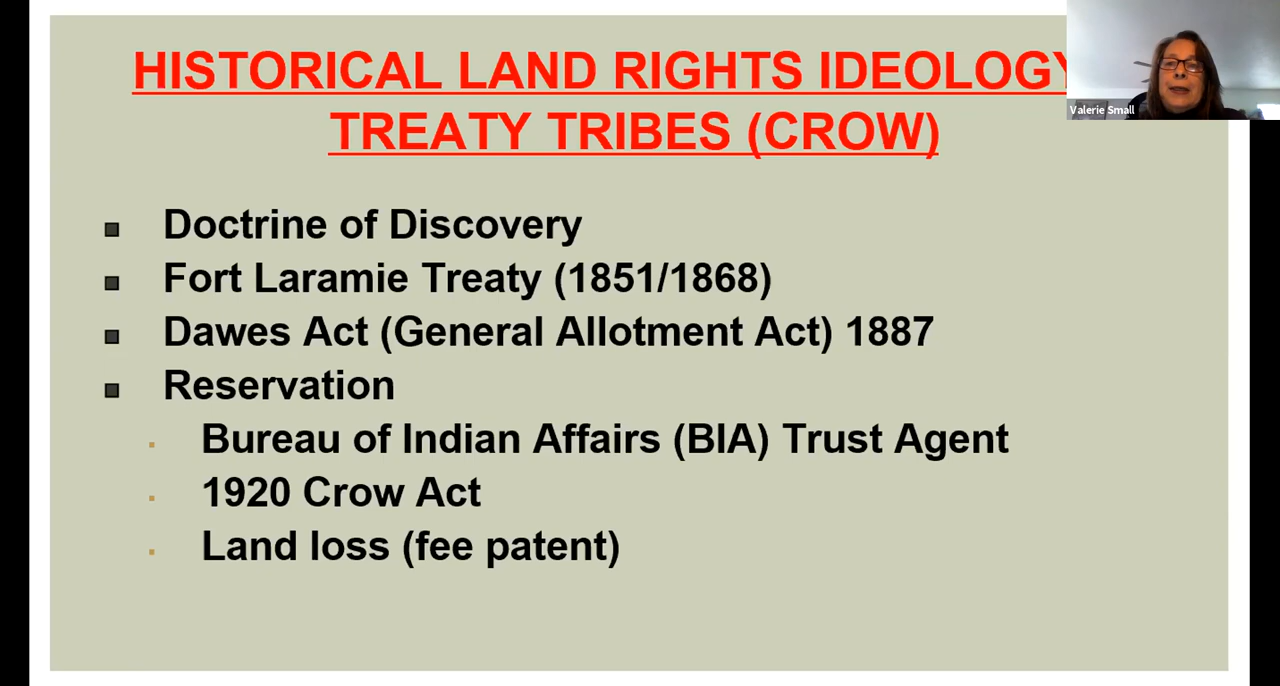 HISTORICAL LAND RIGHTS IDEOLOGY
TREATY TRIBES (CROW)
Valerie Small
Doctrine of Discovery
Fort Laramie Treaty (1851/1868)
Dawes Act (General Allotment Act) 1887
Reservation
Bureau of Indian Affairs (BIA) Trust Agent
1920 Crow Act
Land loss (fee patent)